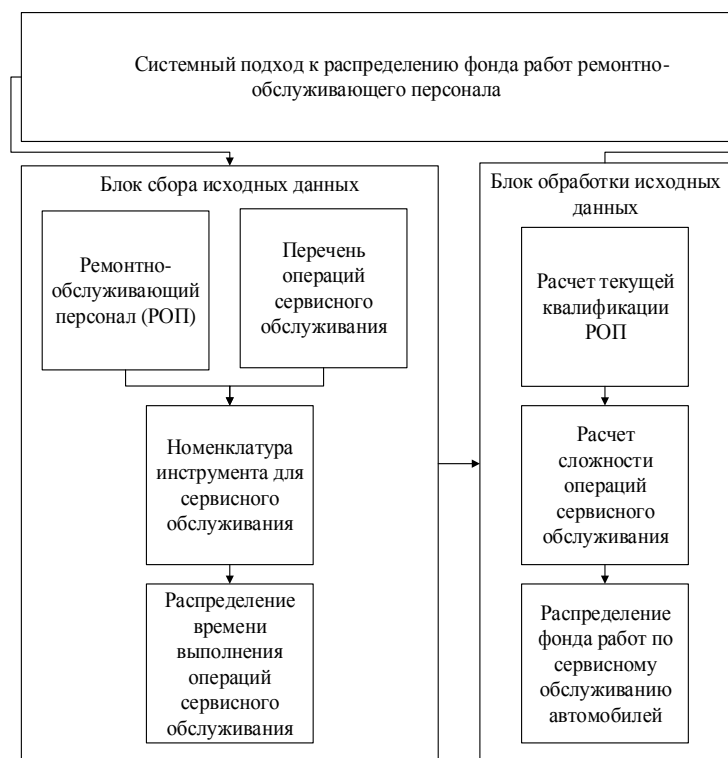 Системный подход к распределению фонда работ ремонтно-
обслуживающего персонала
Блок сбора исходных данных
Ремонтно-
обслуживающий
персонал (РОП)
Перечень
операций
сервисного
обслуживания
Номенклатура
инструмента для
сервисного
обслуживания
Распределение
времени
выполнения
операций
сервисного
обслуживания
Блок обработки исходных
данных
Расчет текущей
квалификации
РОП
Расчет
сложности
операций
сервисного
обслуживания
Распределение
фонда работ по
сервисному
обслуживанию
автомобилей